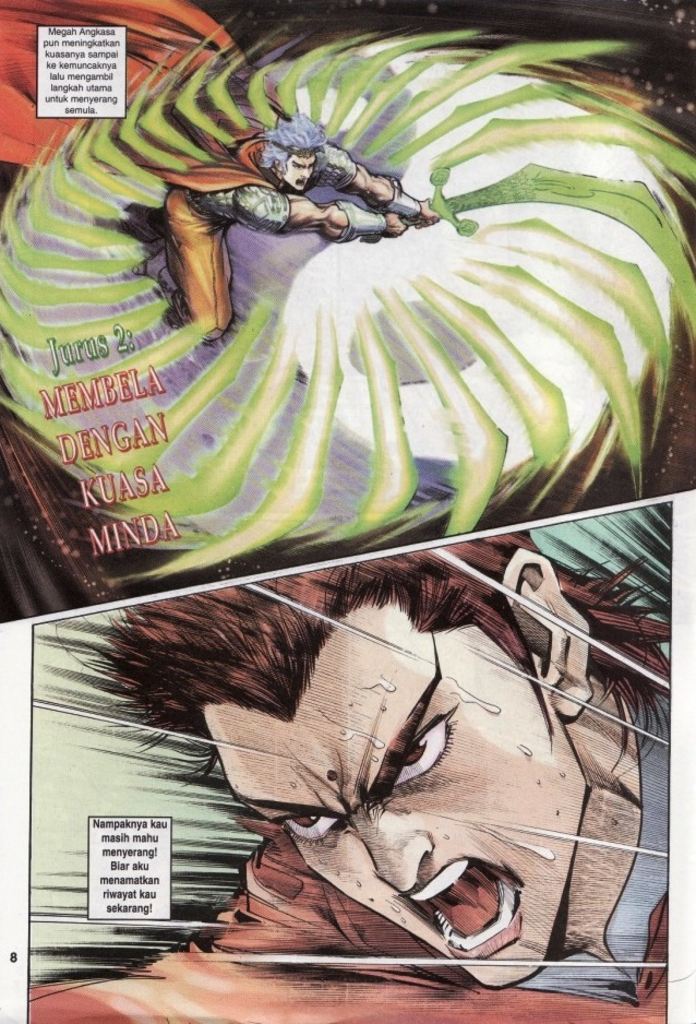 Megah Angkasa
pun meningkatkan
kuasanya sampai
ke kemuncaknya
lalu mengambil
langkah utama
untuk menyerang
semula.
Jurus 2:
MEMBELA
DENGAN
KUASA
MINDA
Nampaknya kau
masih mahu
menyerang!
Biar aku
menamatkan
riwayat kau
sekarang!
8